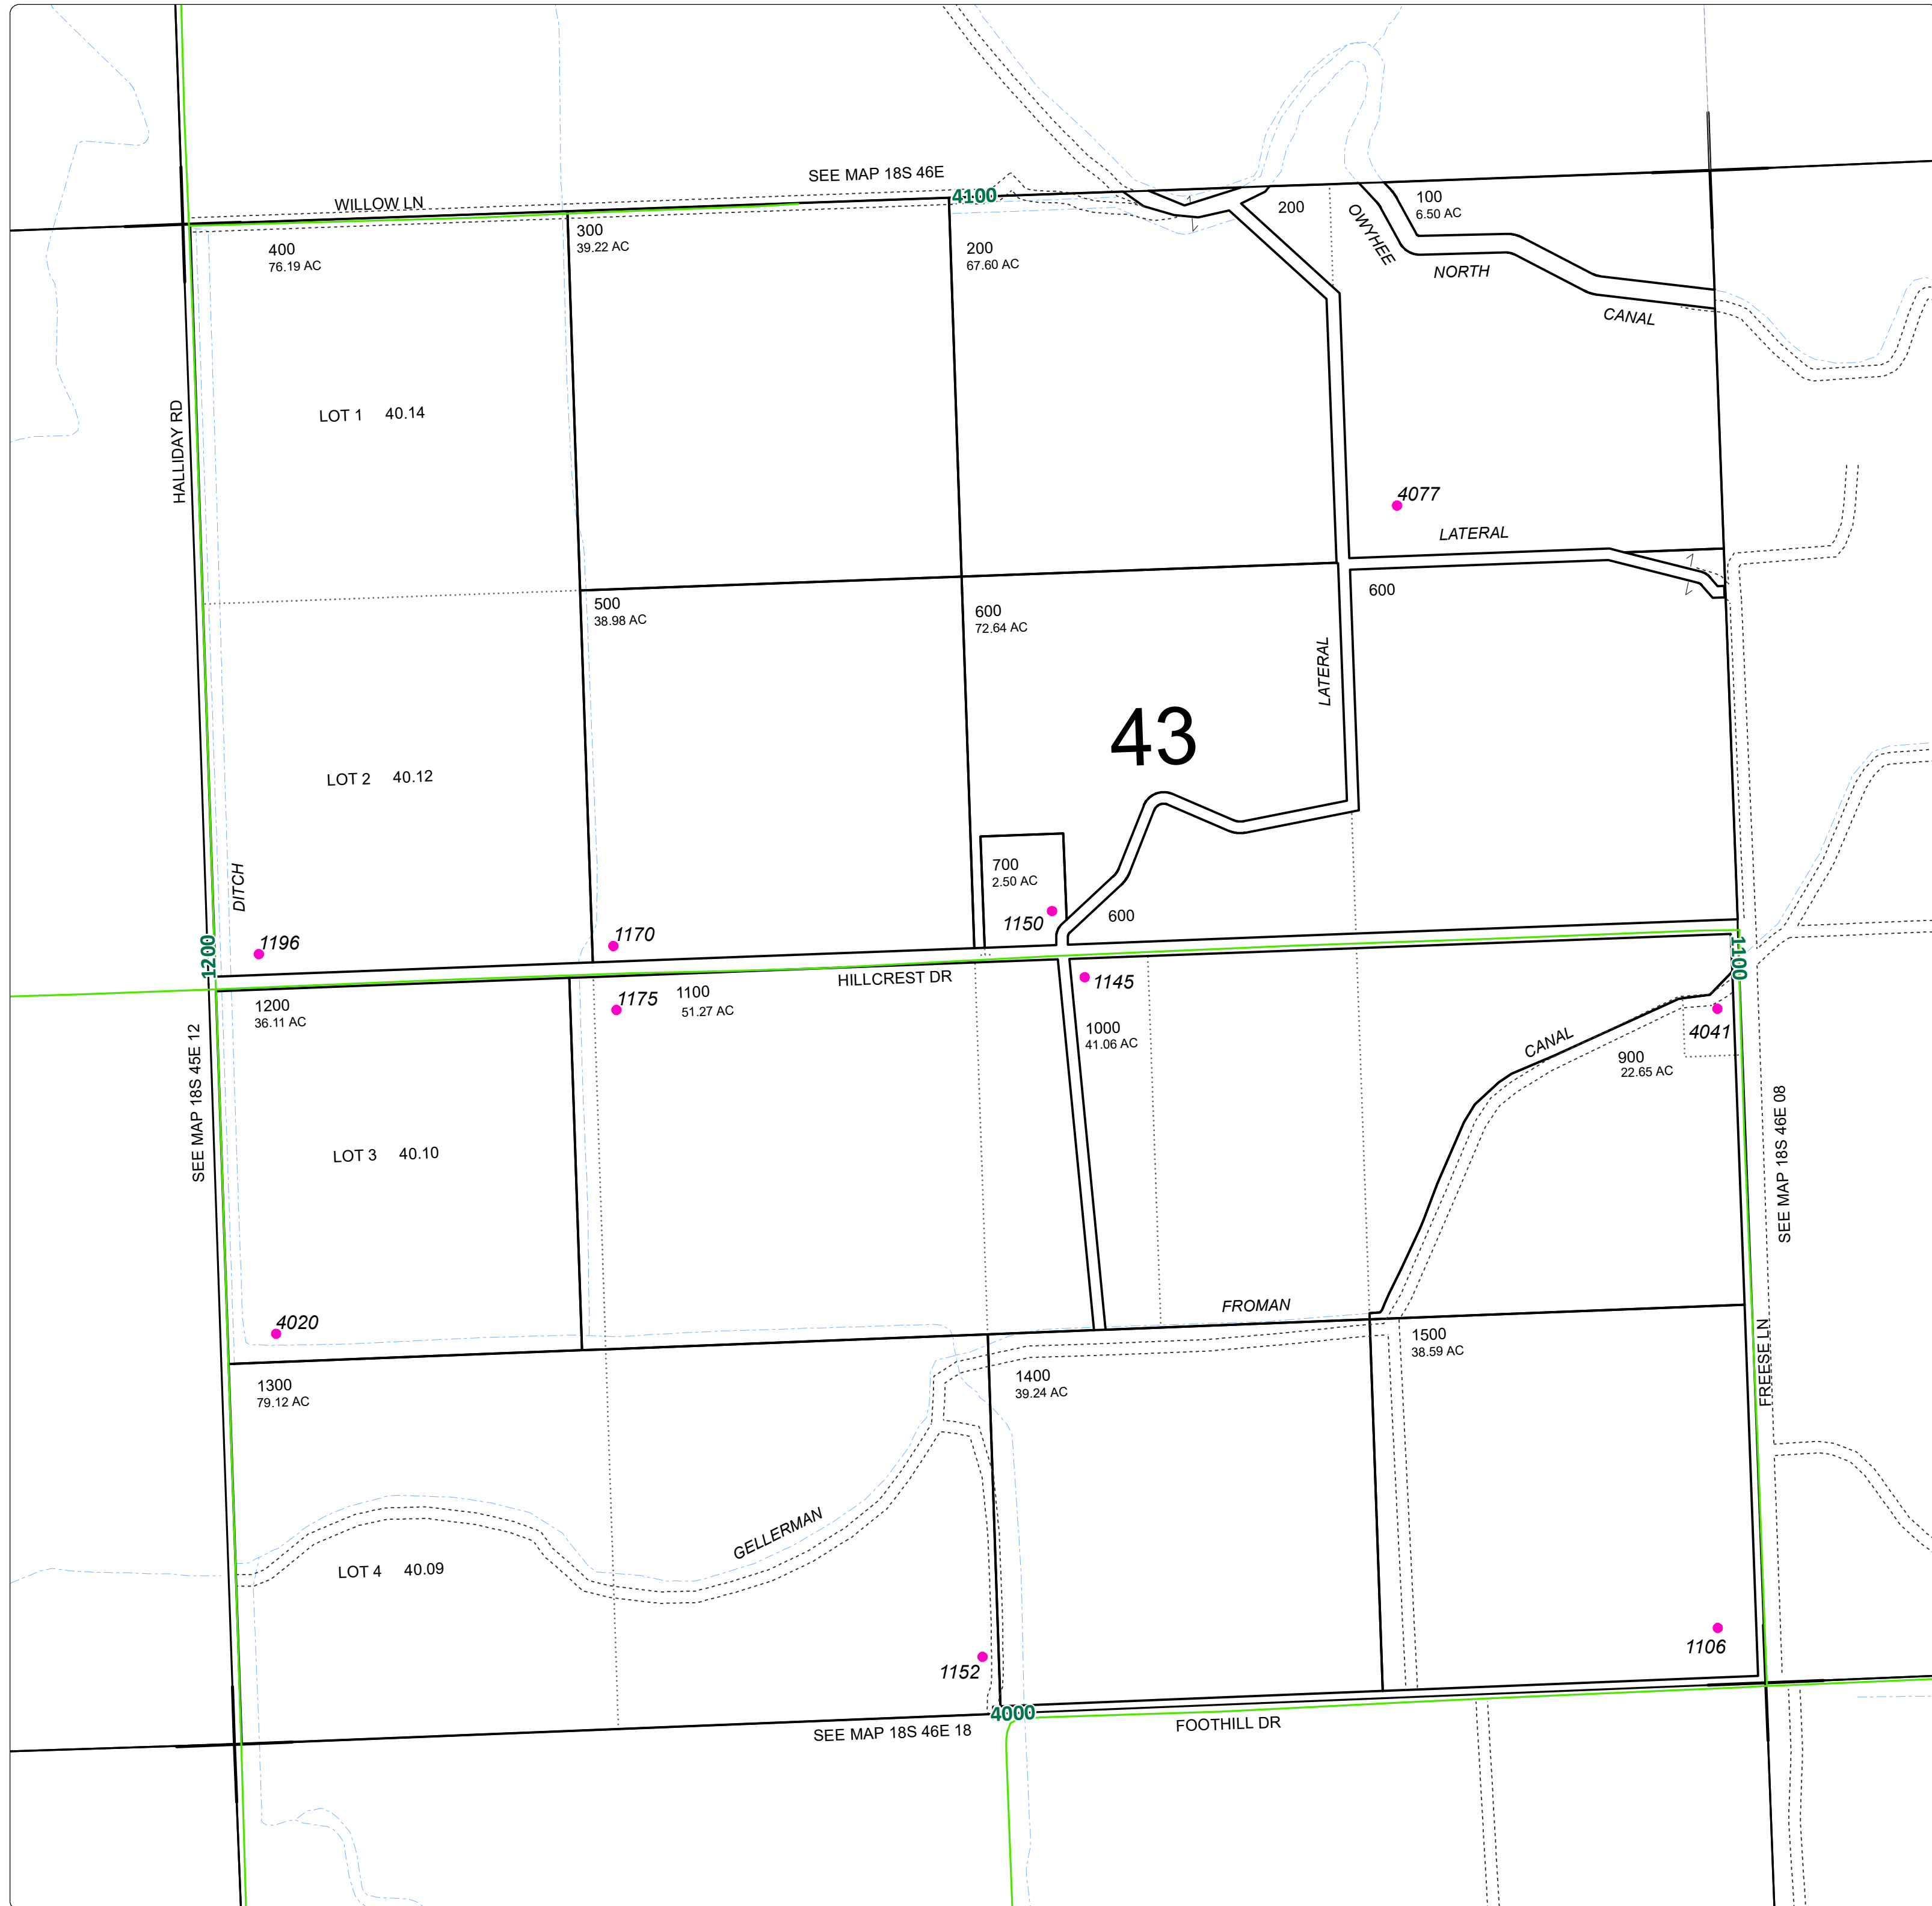 SEE MAP 18S 46E
WILLOW LN
4100
400
76.19 AC
300
39.22 AC
200
67.60 AC
200
100
6.50 AC
OWYHEE
NORTH
CANAL
LOT 1 40.14
HALLIDAY RD
4077
LATERAL
500
38.98 AC
600
72.64 AC
600
LATERAL
43
LOT 2 40.12
DITCH
700
2.50 AC
1150
600
1196
1170
1200
1100
HILLCREST DR
1200
36.11 AC
1175
1100
51.27 AC
1145
1000
41.06 AC
CANAL
4041
900
22.65 AC
SEE MAP 18S 45E 12
SEE MAP 18S 46E 08
LOT 3 40.10
4020
FROMAN
1300
79.12 AC
1400
39.24 AC
1500
38.59 AC
FREESE LN
GELLERMAN
LOT 4 40.09
1152
1106
4000
SEE MAP 18S 46E 18
FOOTHILL DR